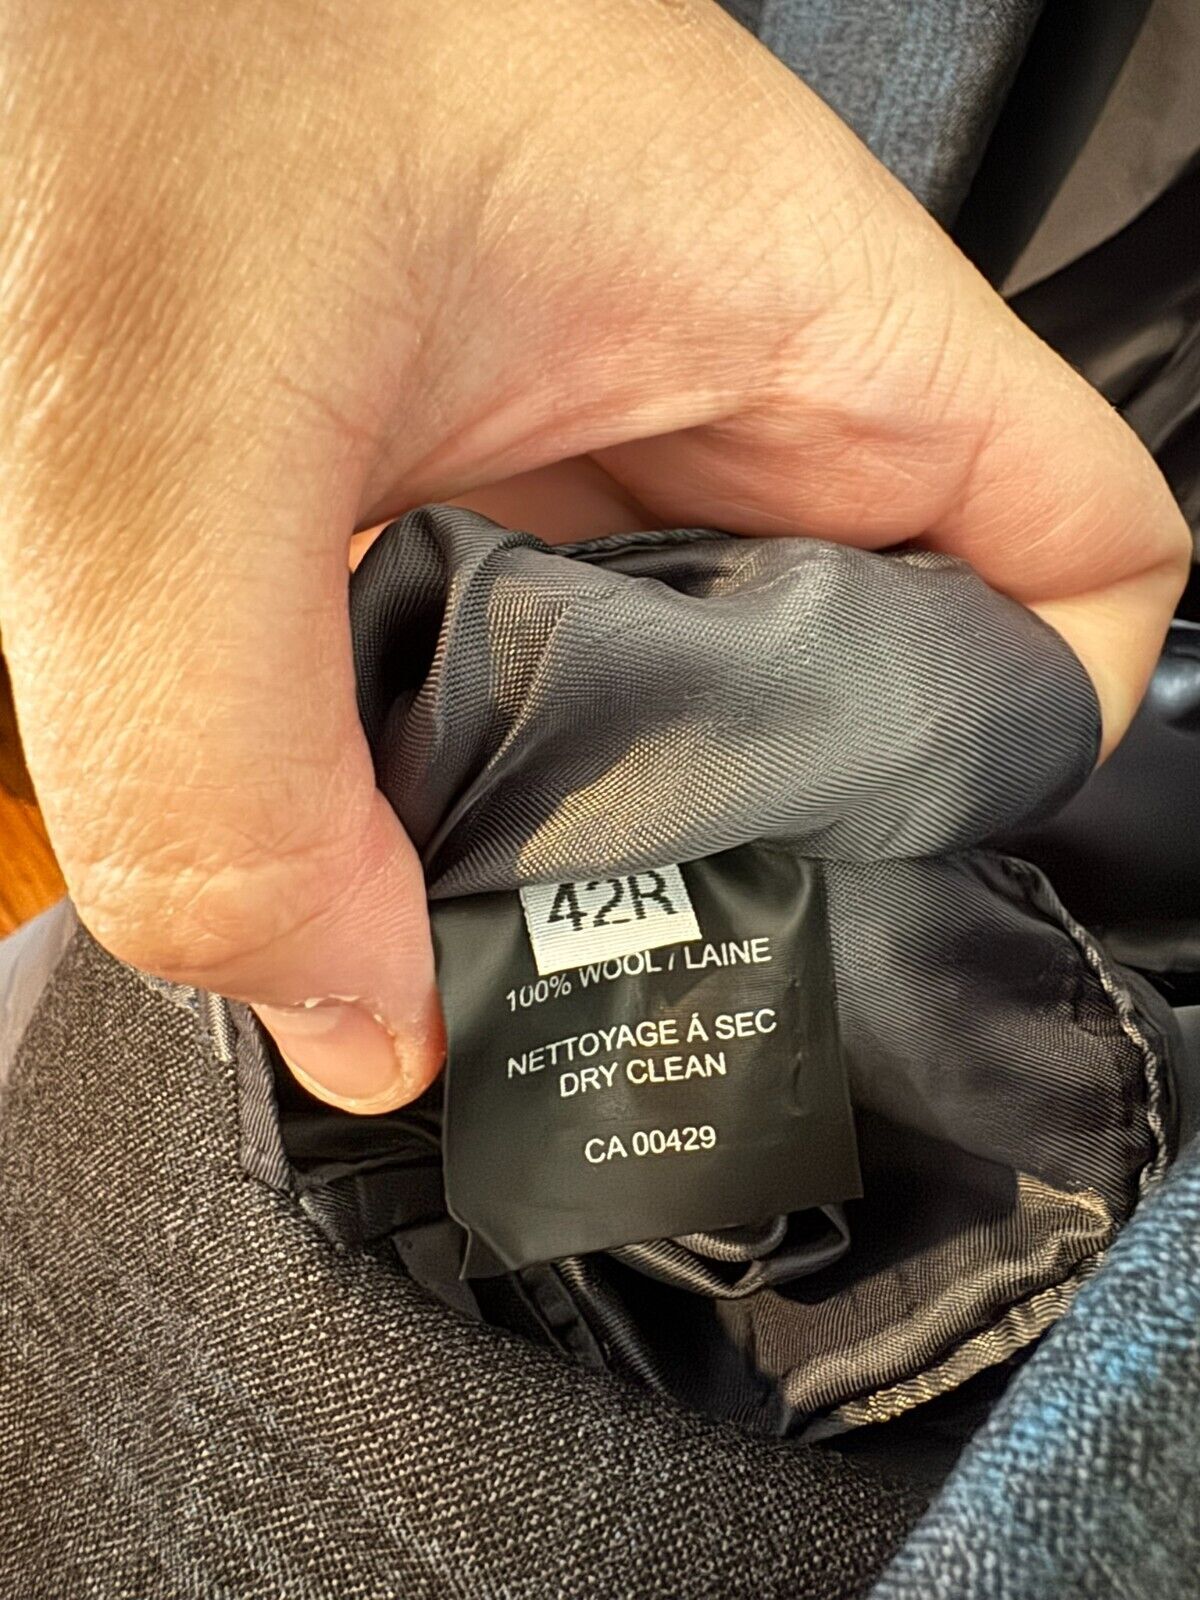 42R
100% WOOL / LAINE
NETTOYAGE Á SEC
DRY CLEAN
CA 00429